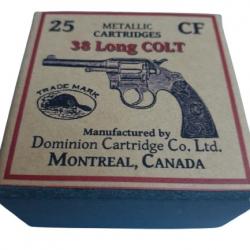 25 METALLIC CF
CARTRIDGES
38 Long COLT
TRADE MARK
Manufactured by
Dominion Cartridge Co. Ltd.
MONTREAL, CANADA